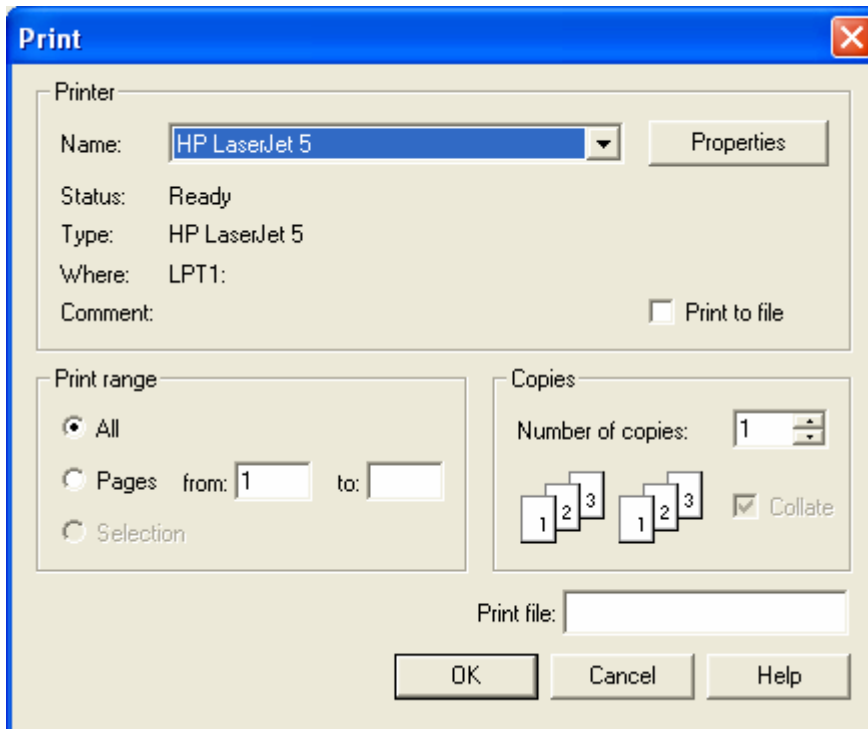 Print
Printer
Name: HP LaserJet 5 Properties
Status: Ready
Type: HP LaserJet 5
Where: LPT1:
Comment: Print to file
Print range
All
Pages from: 1 to:
Selection
Copies
Number of copies: 1
1 2 3 1 2 3 Collate
Print file:
OK Cancel Help